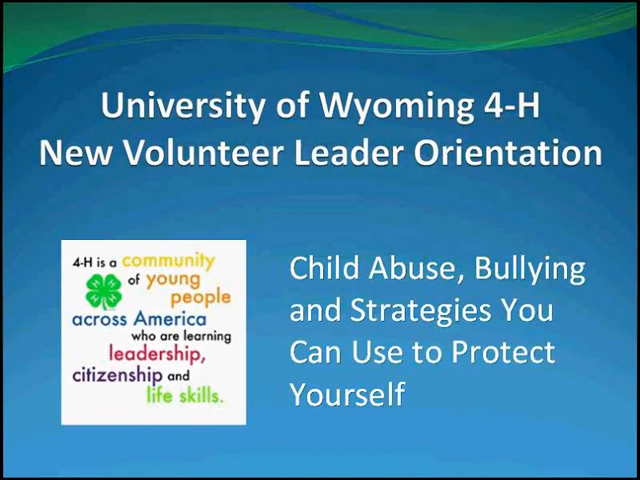 University of Wyoming 4-H
New Volunteer Leader Orientation
4-H is a community
of young
people
across America
who are learning
leadership,
citizenship and
life skills.
Child Abuse, Bullying
and Strategies You
Can Use to Protect
Yourself